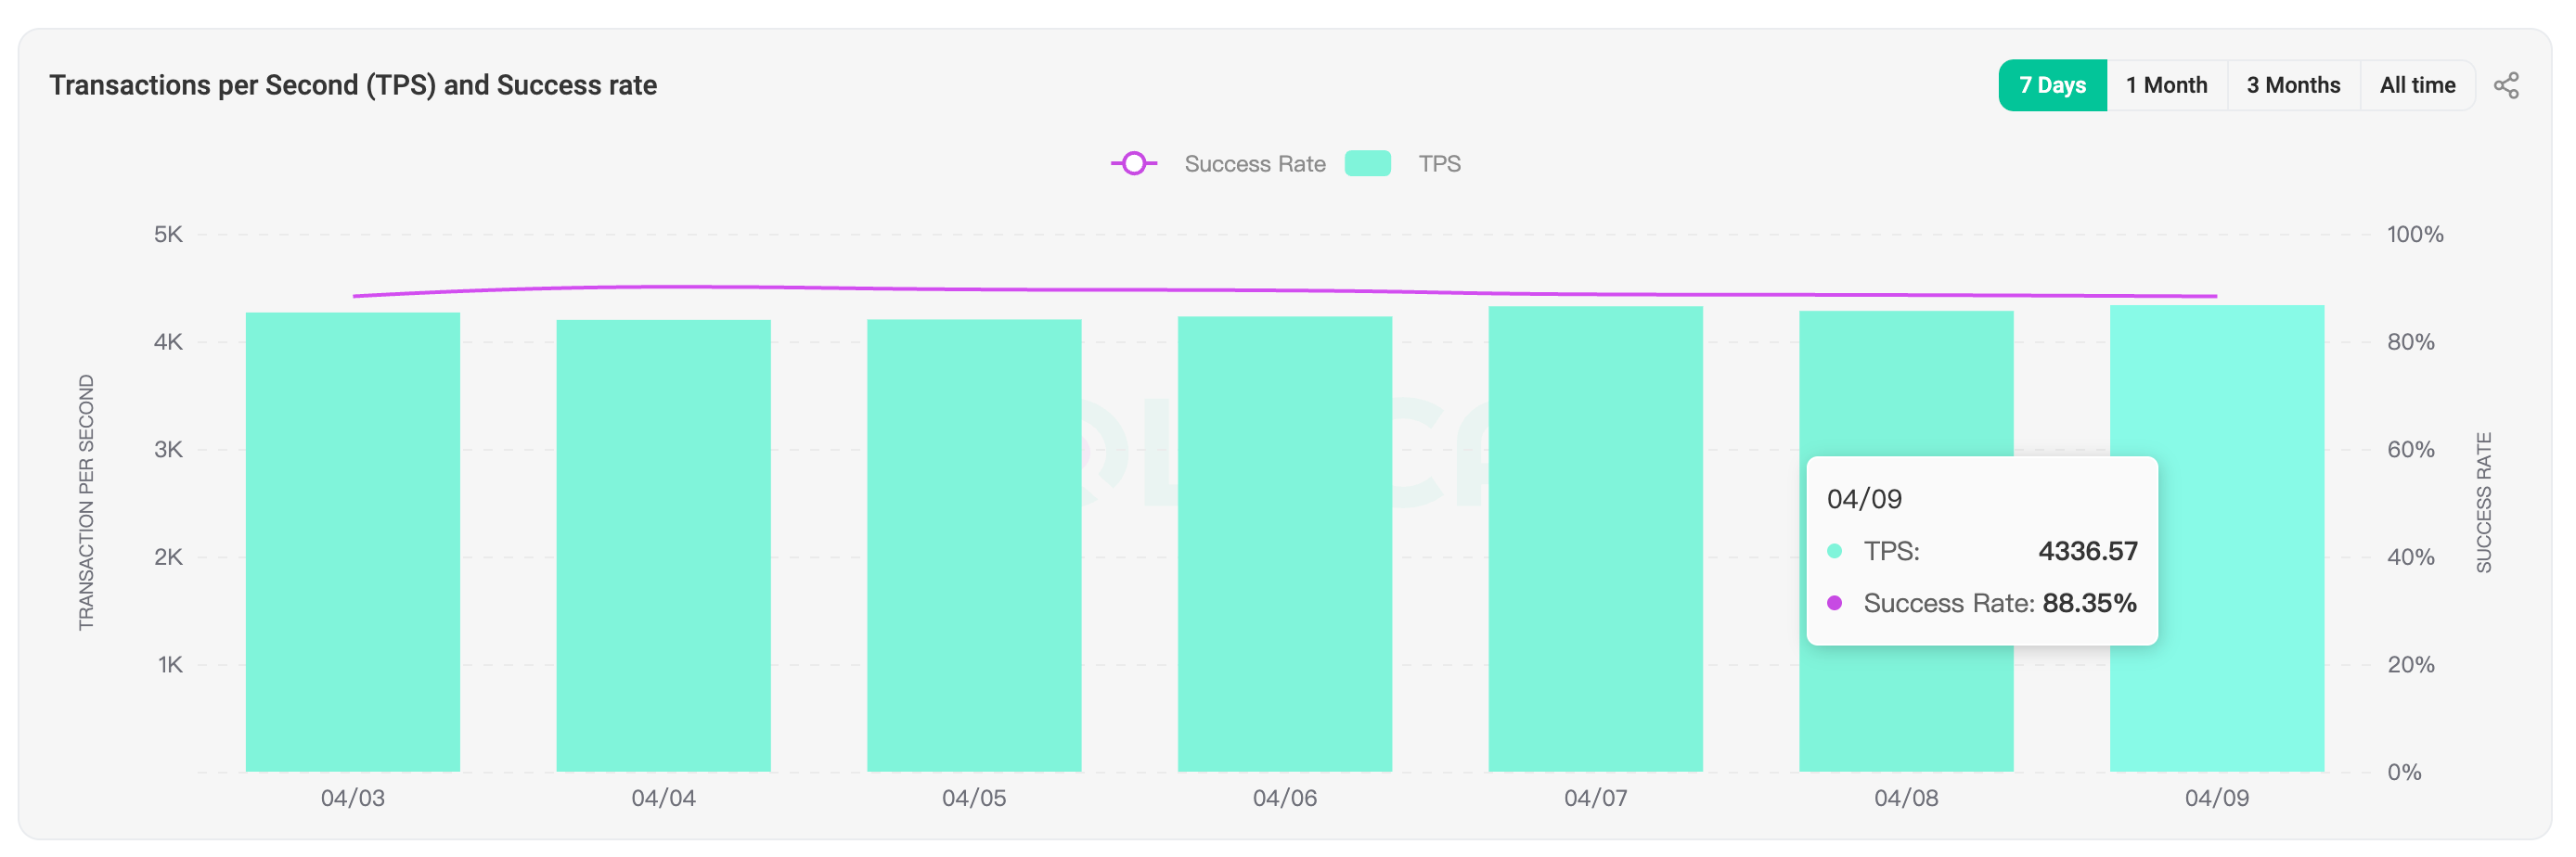 Transactions per Second (TPS) and Success rate
7 Days 1 Month 3 Months All time
Success Rate TPS
5K 100%
4K 80%
3K 60%
2K 40%
1K 20%
0%
TRANSACTION PER SECOND
SUCCESS RATE
04/09
TPS: 4336.57
Success Rate: 88.35%
04/03 04/04 04/05 04/06 04/07 04/08 04/09